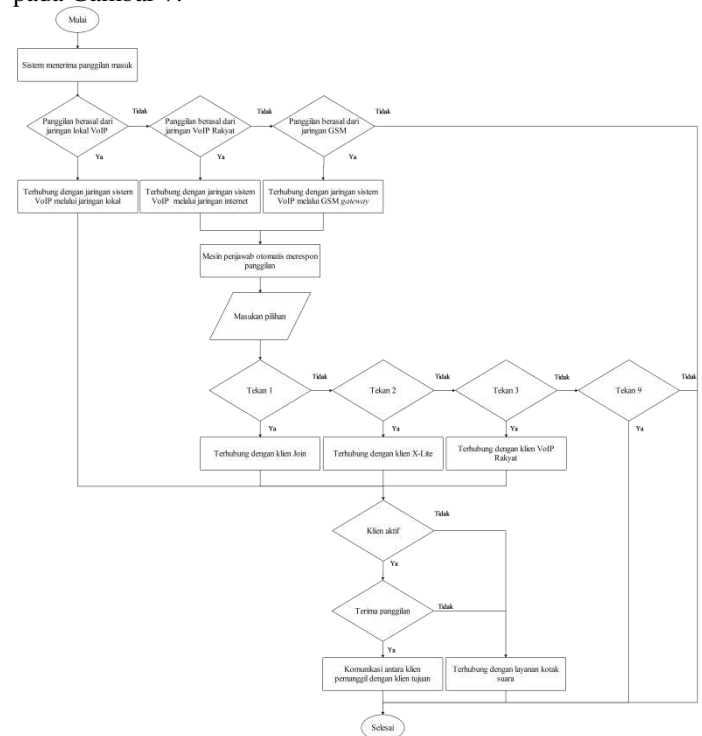 pada Gambar 7.
Mulai
Sistem menerima panggilan masuk
Panggilan berasal dari
jaringan lokal VoIP
Tidak
Ya
Panggilan berasal dari
jaringan VoIP Rakyat
Tidak
Ya
Panggilan berasal dari
jaringan GSM
Tidak
Ya
Terhubung dengan jaringan sistem
VoIP melalui jaringan lokal
Terhubung dengan jaringan sistem
VoIP melalui jaringan internet
Terhubung dengan jaringan sistem
VoIP melalui GSM gateway
Mesin penjawab otomatis merespon
panggilan
Masukan pilihan
Tekan 1
Tidak
Ya
Tekan 2
Tidak
Ya
Tekan 3
Tidak
Ya
Tekan 9
Tidak
Ya
Terhubung dengan klien Join
Terhubung dengan klien X-Lite
Terhubung dengan klien VoIP
Rakyat
Klien aktif
Tidak
Ya
Terima panggilan
Tidak
Ya
Komunikasi antara klien
pemanggil dengan klien tujuan
Terhubung dengan layanan kotak
suara
Selesai